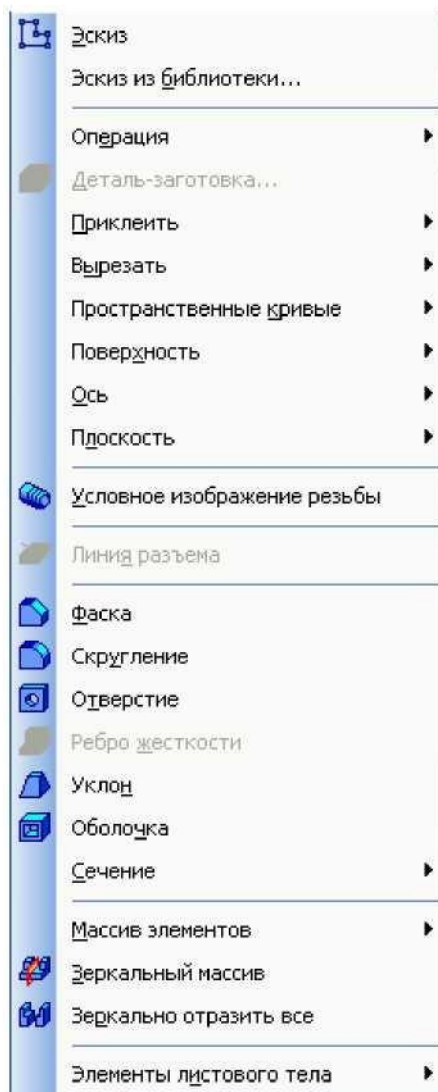 Эскиз
Эскиз из библиотеки...
Операция
Деталь-заготовка...
Приклеить
Вырезать
Пространственные кривые
Поверхность
Ось
Плоскость
Условное изображение резьбы
Линия разъема
Фаска
Скругление
Отверстие
Ребро жесткости
Уклон
Оболочка
Сечение
Массив элементов
Зеркальный массив
Зеркально отразить все
Элементы листового тела